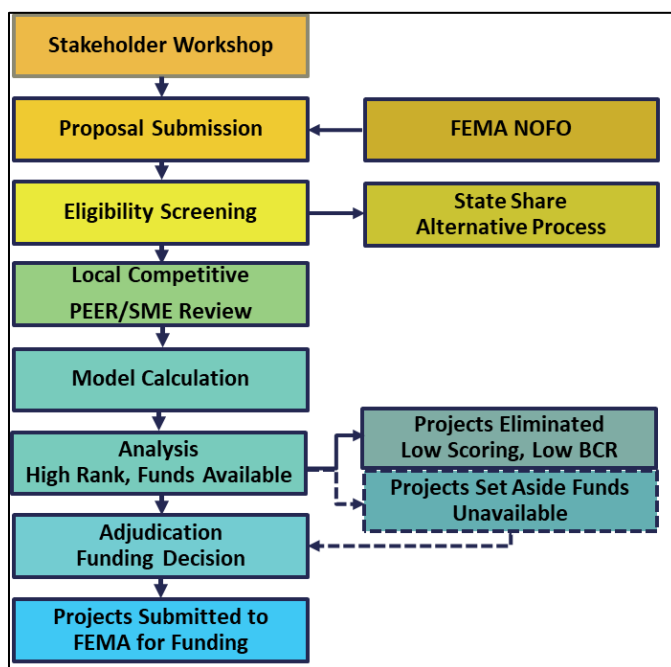 Stakeholder Workshop
Proposal Submission
FEMA NOFO
Eligibility Screening
State Share
Alternative Process
Local Competitive
PEER/SME Review
Model Calculation
Analysis
High Rank, Funds Available
Projects Eliminated
Low Scoring, Low BCR
Projects Set Aside Funds
Unavailable
Adjudication
Funding Decision
Projects Submitted to
FEMA for Funding